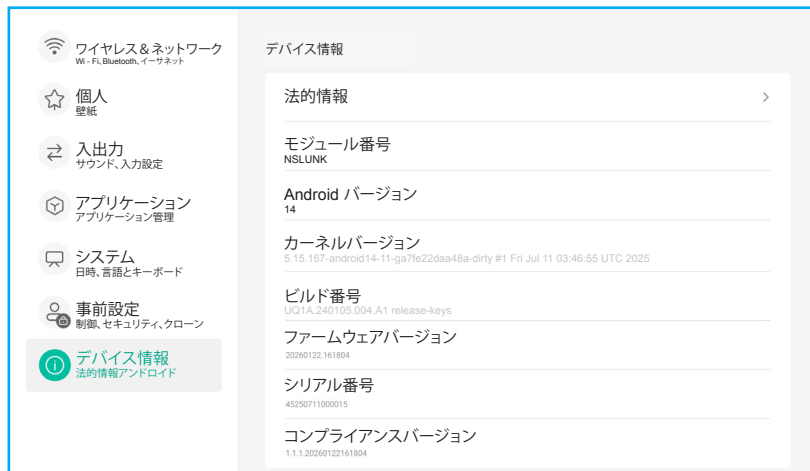 ワイヤレス＆ネットワーク
Wi - Fi、Bluetooth、イーサネット
個人
壁紙
入出力
サウンド、入力設定
アプリケーション
アプリケーション管理
システム
日時、言語とキーボード
事前設定
制御、セキュリティ、クローン
デバイス情報
法的情報アンドロイド
デバイス情報
法的情報
モジュール番号
NSLUNK
Android バージョン
14
カーネルバージョン
5.15.167-android14-11-ga7fe22daa48a-dirty #1 Fri Jul 11 03:46:55 UTC 2025
ビルド番号
UQ1A.240105.004.A1 release-keys
ファームウェアバージョン
20260122.161804
シリアル番号
45250711000015
コンプライアンスバージョン
1.1.1.20260122161804